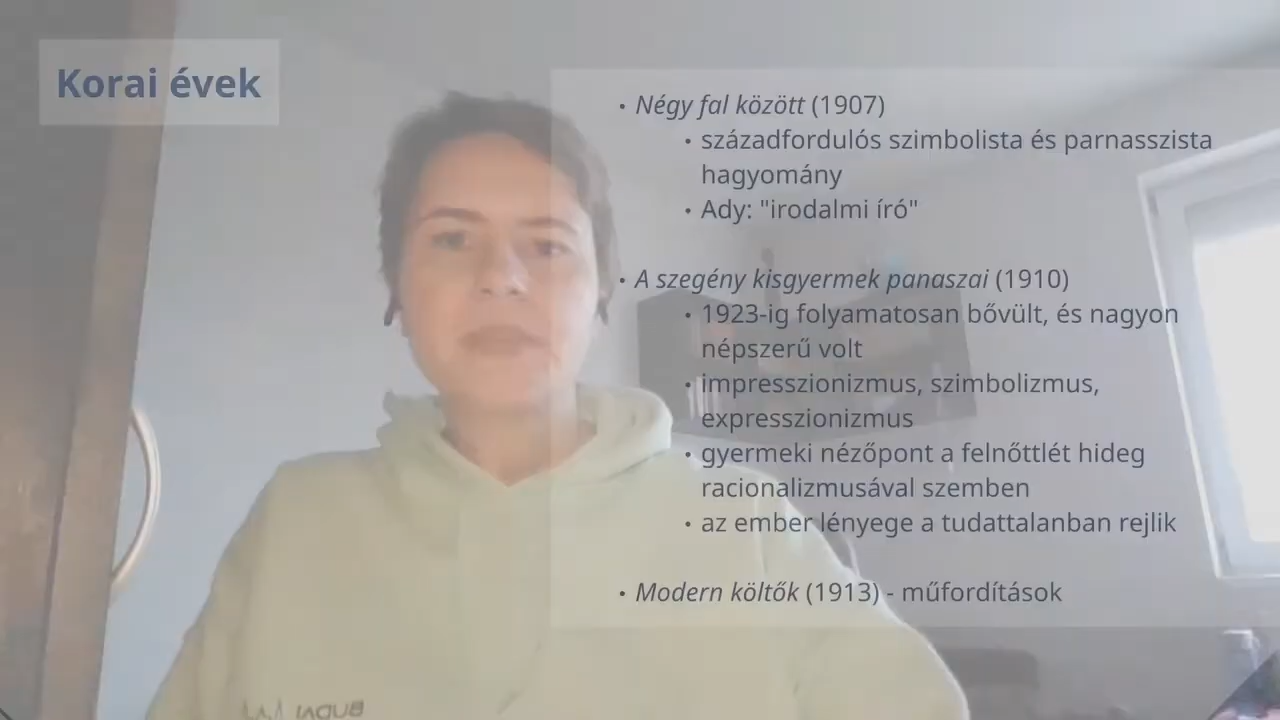 Korai évek
• Négy fal között (1907)
• századfordulós szimbolista és parnasszista
hagyomány
• Ady: "irodalmi író"
• A szegény kisgyermek panaszai (1910)
• 1923-ig folyamatosan bővült, és nagyon
népszerű volt
• impresszionizmus, szimbolizmus,
expresszionizmus
• gyermeki nézőpont a felnőttlét hideg
racionalizmusával szemben
• az ember lényege a tudattalanban rejlik
• Modern költők (1913) - műfordítások